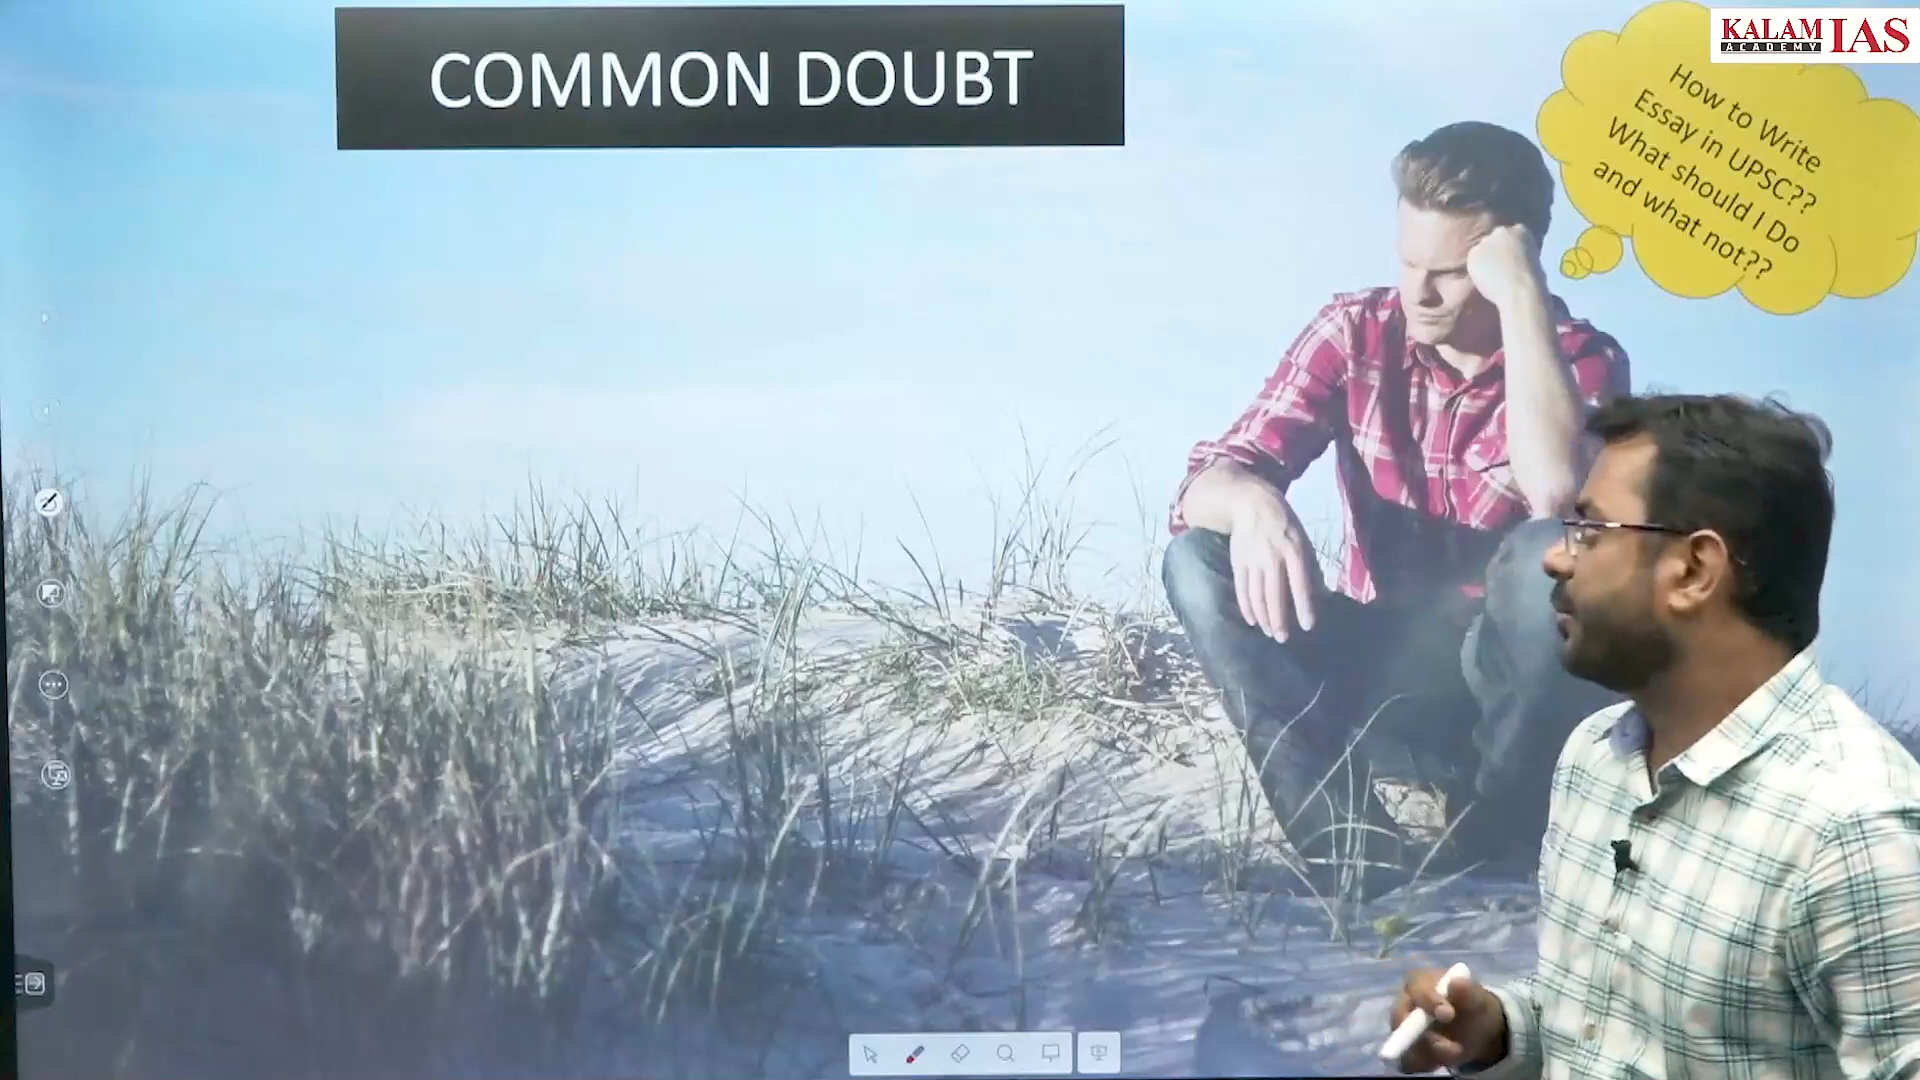 COMMON DOUBT
KALAM IAS
ACADEMY
How to Write
Essay in UPSC??
What should I Do
and what not??